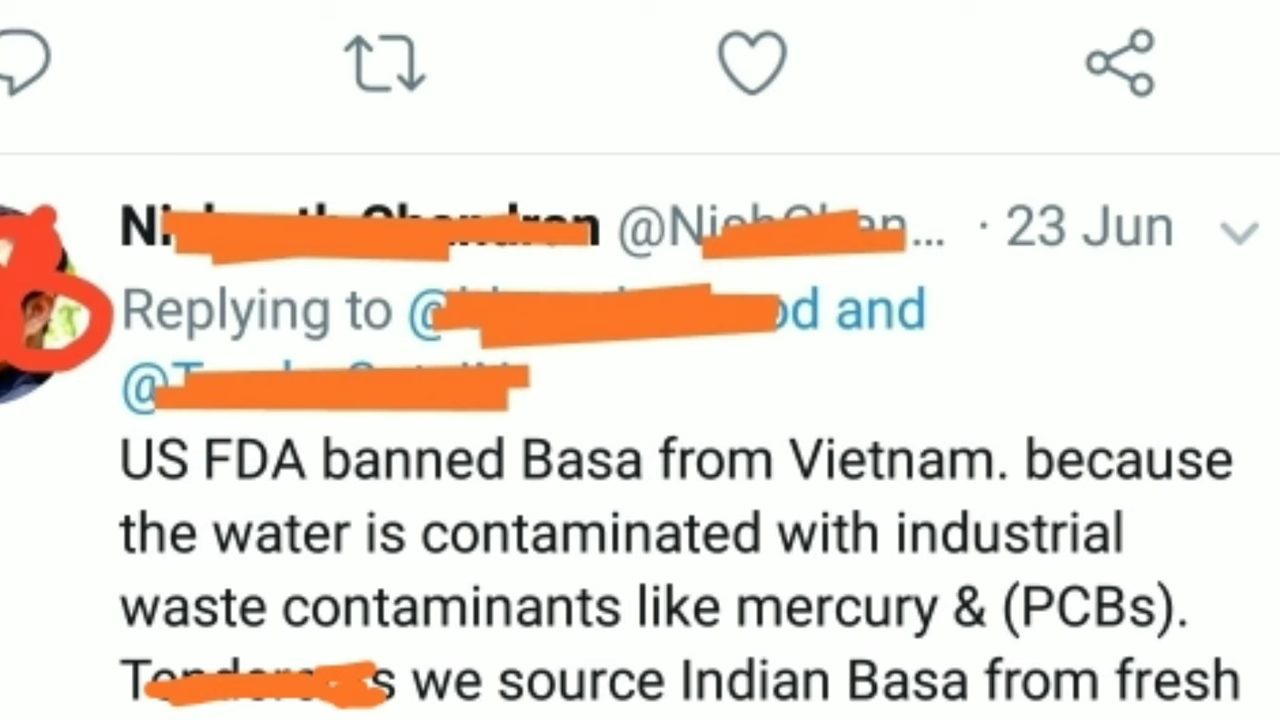 · 23 Jun
Replying to
and
US FDA banned Basa from Vietnam. because
the water is contaminated with industrial
waste contaminants like mercury & (PCBs).
we source Indian Basa from fresh